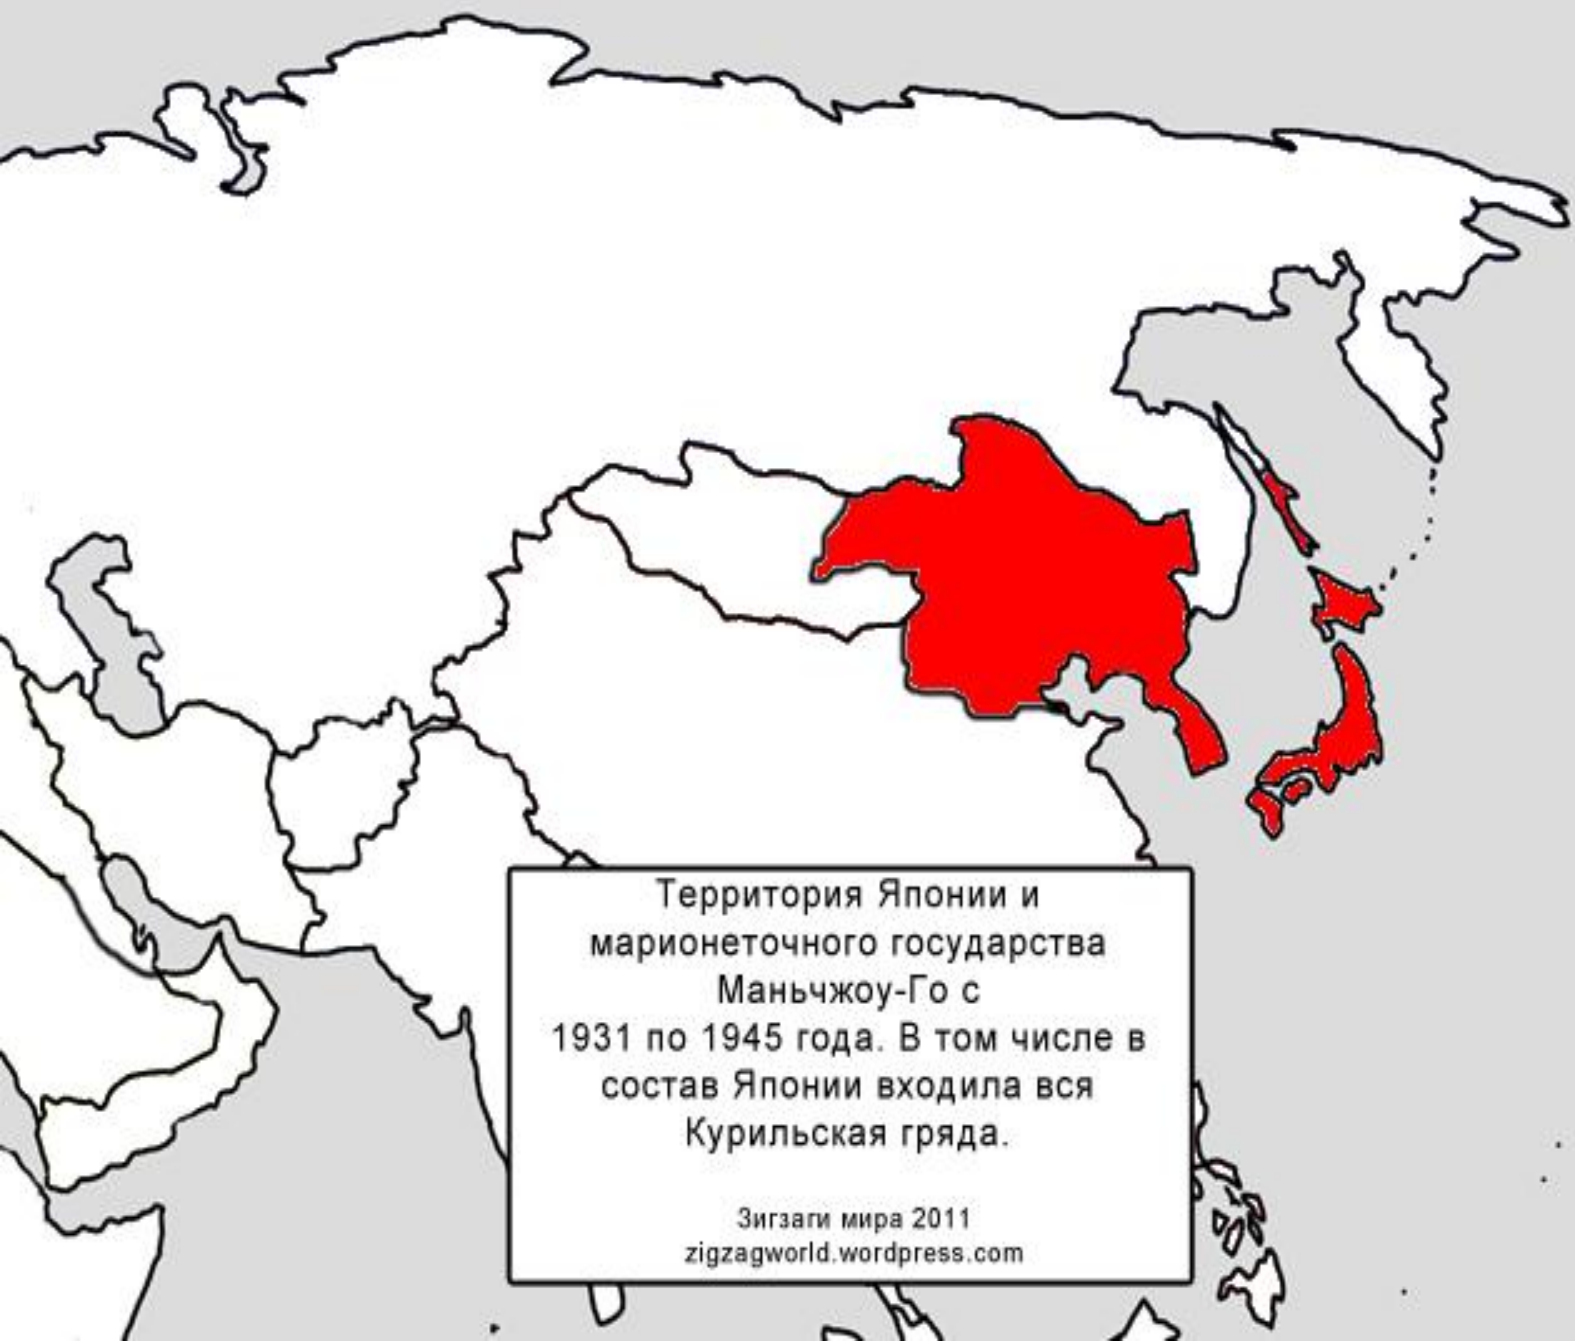 Территория Японии и
марионеточного государства
Маньчжоу-Го с
1931 по 1945 года. В том числе в
состав Японии входила вся
Курильская гряда.
Зигзаги мира 2011
zigzagworld.wordpress.com